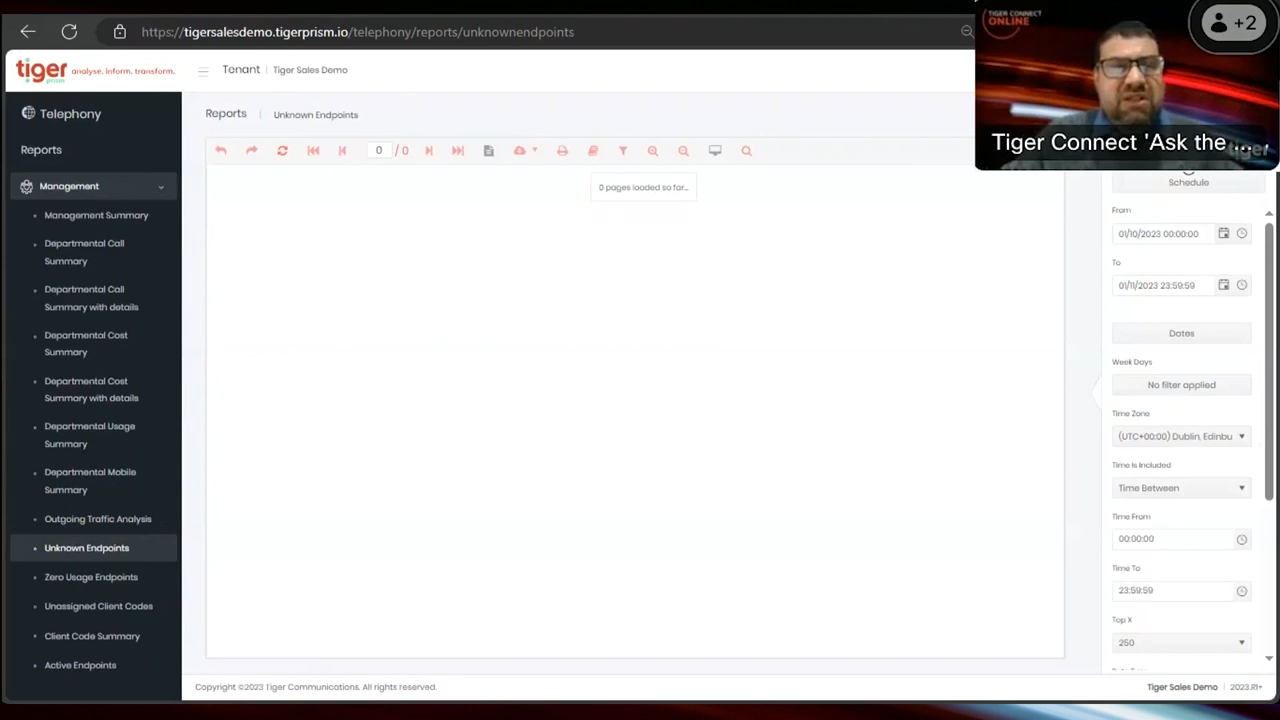 https://tigersalesdemo.tigerprism.io/telephony/reports/unknownendpoints
TIGER CONNECT
ONLINE
+2
Tiger Connect 'Ask the ...
tiger
prism
analyse. inform. transform.
Tenant | Tiger Sales Demo
Telephony
Reports
Management
Management Summary
Departmental Call
Summary
Departmental Call
Summary with details
Departmental Cost
Summary
Departmental Cost
Summary with details
Departmental Usage
Summary
Departmental Mobile
Summary
Outgoing Traffic Analysis
Unknown Endpoints
Zero Usage Endpoints
Unassigned Client Codes
Client Code Summary
Active Endpoints
Reports | Unknown Endpoints
0 / 0
0 pages loaded so far...
Schedule
From
01/10/2023 00:00:00
To
01/11/2023 23:59:59
Dates
Week Days
No filter applied
Time Zone
(UTC+00:00) Dublin, Edinbu
Time Is Included
Time Between
Time From
00:00:00
Time To
23:59:59
Top X
250
Copyright ©2023 Tiger Communications. All rights reserved.
Tiger Sales Demo | 2023.R1+